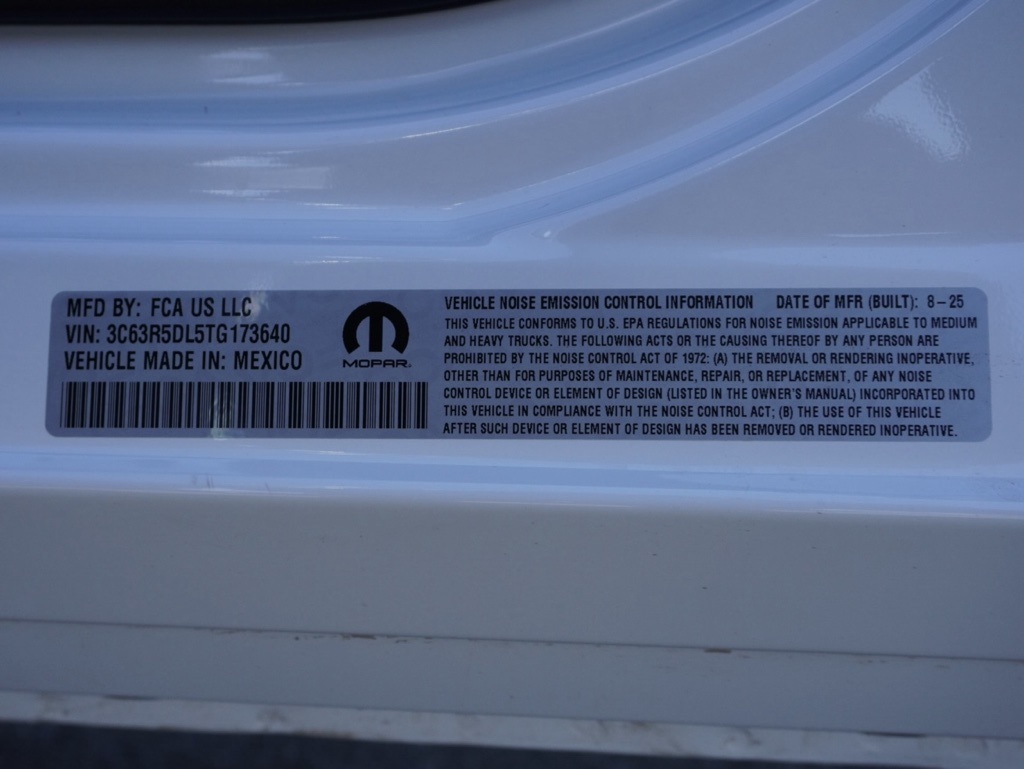 MFD BY: FCA US LLC
VIN: 3C63R5DL5TG173640
VEHICLE MADE IN: MEXICO
MOPAR®
VEHICLE NOISE EMISSION CONTROL INFORMATION DATE OF MFR (BUILT): 8-25
THIS VEHICLE CONFORMS TO U.S. EPA REGULATIONS FOR NOISE EMISSION APPLICABLE TO MEDIUM
AND HEAVY TRUCKS. THE FOLLOWING ACTS OR THE CAUSING THEREOF BY ANY PERSON ARE
PROHIBITED BY THE NOISE CONTROL ACT OF 1972: (A) THE REMOVAL OR RENDERING INOPERATIVE,
OTHER THAN FOR PURPOSES OF MAINTENANCE, REPAIR, OR REPLACEMENT, OF ANY NOISE
CONTROL DEVICE OR ELEMENT OF DESIGN (LISTED IN THE OWNER'S MANUAL) INCORPORATED INTO
THIS VEHICLE IN COMPLIANCE WITH THE NOISE CONTROL ACT; (B) THE USE OF THIS VEHICLE
AFTER SUCH DEVICE OR ELEMENT OF DESIGN HAS BEEN REMOVED OR RENDERED INOPERATIVE.